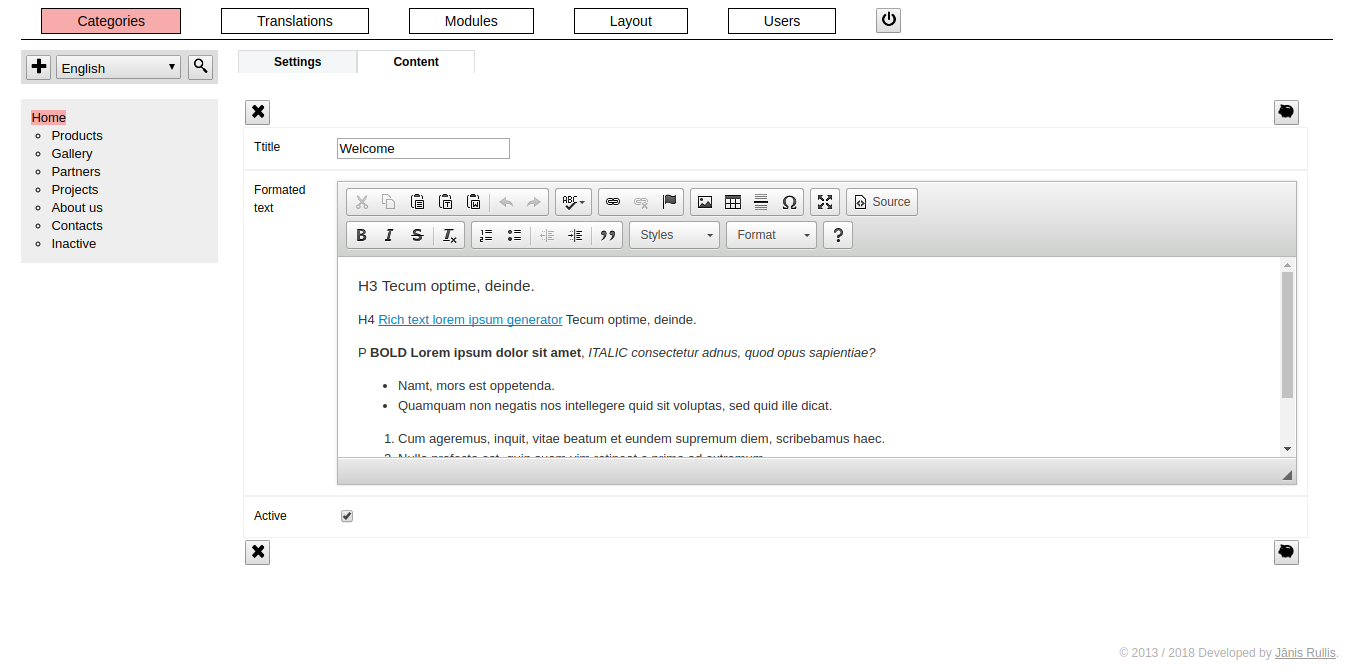 Categories Translations Modules Layout Users
English
Settings Content
Home
Products
Gallery
Partners
Projects
About us
Contacts
Inactive
Ttitle Welcome
Formated
text
ABC Ω Source
B I S Tx Styles Format ?
H3 Tecum optime, deinde.
H4 Rich text lorem ipsum generator Tecum optime, deinde.
P BOLD Lorem ipsum dolor sit amet, ITALIC consectetur adnus, quod opus sapientiae?
Namt, mors est oppetenda.
Quamquam non negatis nos intellegere quid sit voluptas, sed quid ille dicat.
1. Cum ageremus, inquit, vitae beatum et eundem supremum diem, scribebamus haec.
Active
© 2013 / 2018 Developed by Jānis Rullis.